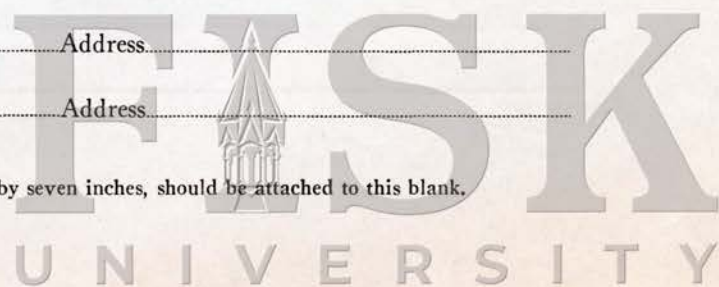 Address
Address
by seven inches, should be attached to this blank.
FISK
UNIVERSITY